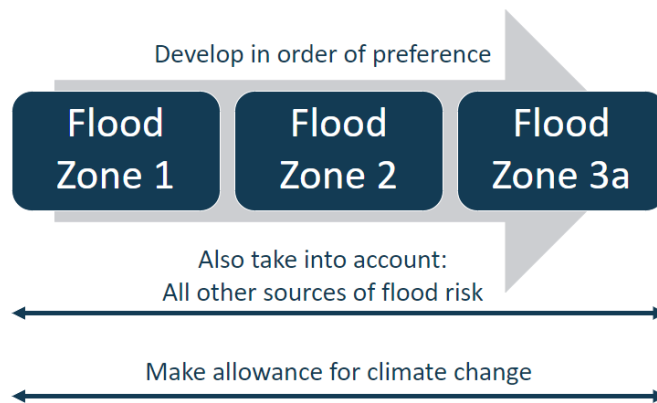 Develop in order of preference
Flood
Zone 1
Flood
Zone 2
Flood
Zone 3a
Also take into account:
All other sources of flood risk
Make allowance for climate change